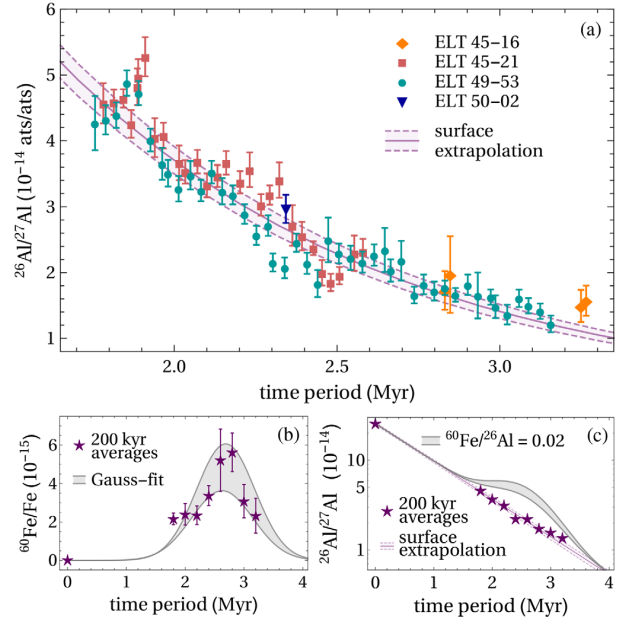 (a)
ELT 45−16
ELT 45−21
ELT 49−53
ELT 50−02
surface
extrapolation
26Al/27Al (10−14 ats/ats)
6
5
4
3
2
1
2.0
2.5
3.0
time period (Myr)
(b)
200 kyr
averages
Gauss−fit
60Fe/Fe (10−15)
6
4
2
0
0
1
2
3
4
time period (Myr)
60Fe/26Al = 0.02
(c)
200 kyr
averages
surface
extrapolation
26Al/27Al (10−14)
10
5
1
0
1
2
3
4
time period (Myr)